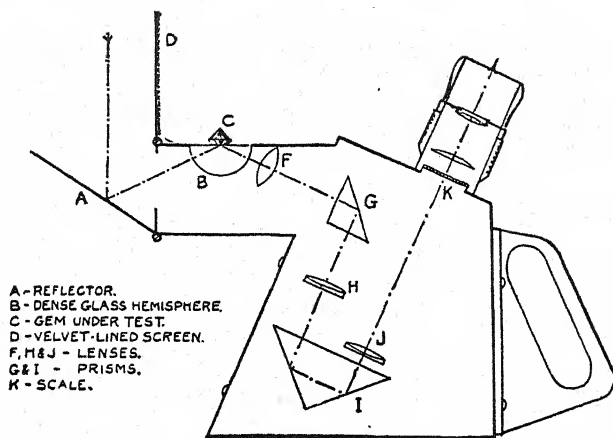 D
C
F
B
A
G
K
H
J
I
A-REFLECTOR.
B-DENSE GLASS HEMISPHERE.
C-GEM UNDER TEST.
D-VELVET-LINED SCREEN.
F, H & J - LENSES.
G & I - PRISMS.
K-SCALE.